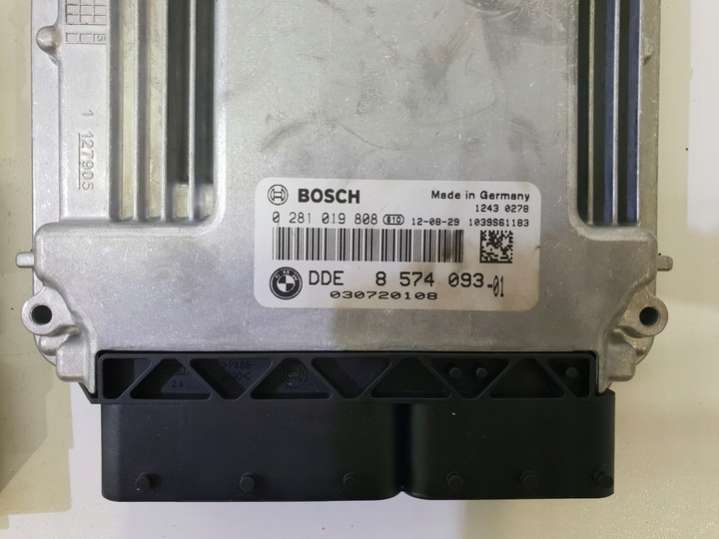 1 127905
BOSCH
Made in Germany
1243 0278
0 281 019 808 610 12-08-29 1039S61183
DDE 8 574 093-01
030720108